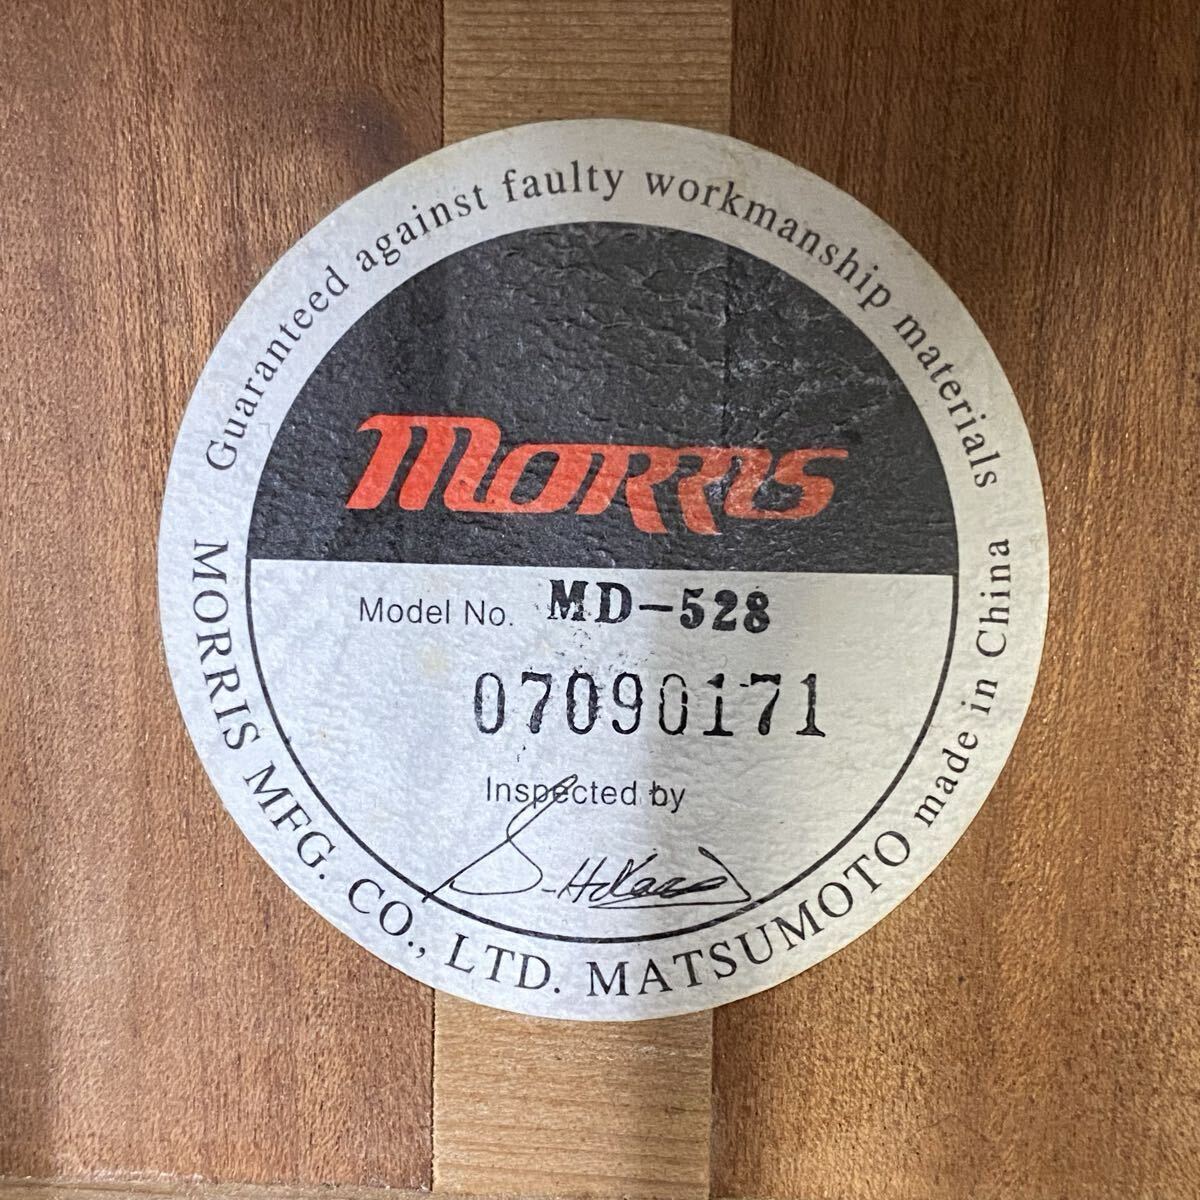 Guaranteed against faulty workmanship materials
MORRIS
Model No. MD-528
07090171
Inspected by
MORRIS MFG. CO., LTD. MATSUMOTO made in China